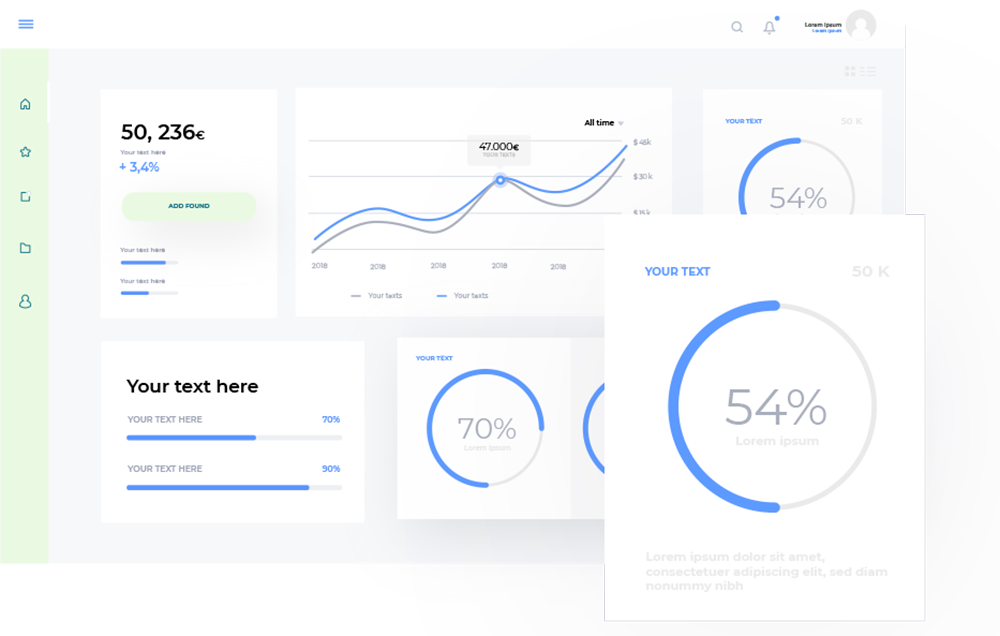 Lorem Ipsum
Lorem ipsum
50, 236€
Your text here
+ 3,4%
ADD FOUND
Your text here
Your text here
All time
47.000€
YOUR TEXTS
$ 45k
$ 30k
$ 15k
2018 2018 2018 2018 2018
Your texts Your texts
YOUR TEXT 50 K
54%
Your text here
YOUR TEXT HERE 70%
YOUR TEXT HERE 90%
YOUR TEXT
70%
Lorem ipsum
YOUR TEXT 50 K
54%
Lorem ipsum
Lorem ipsum dolor sit amet,
consectetuer adipiscing elit, sed diam
nonummy nibh